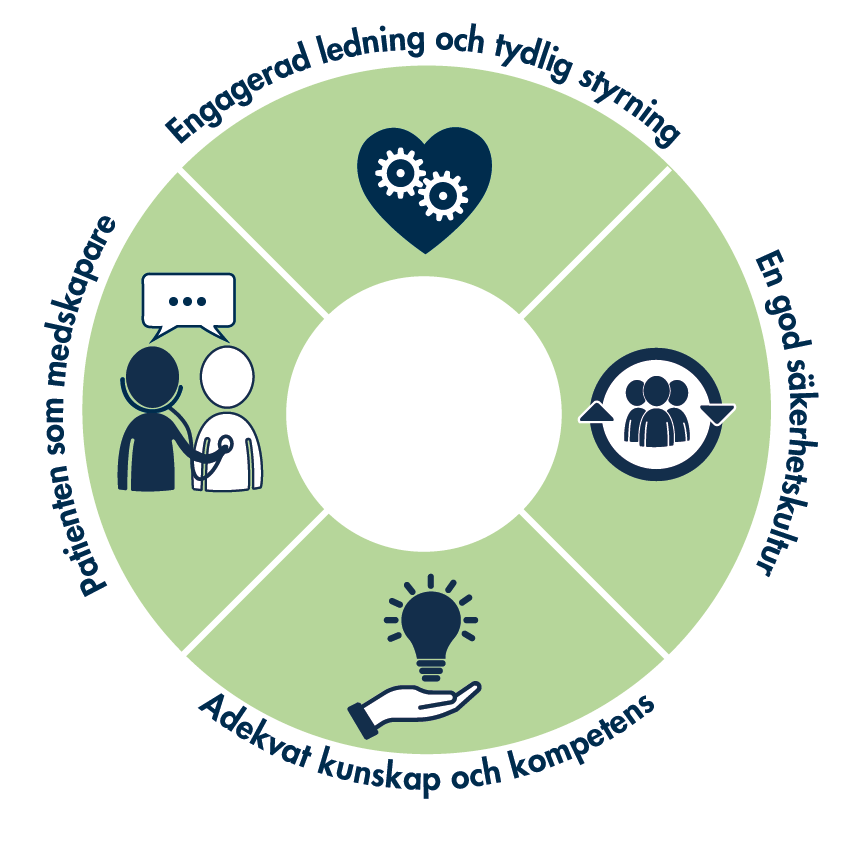 Engagerad ledning och tydlig styrning
En god säkerhetskultur
Adekvat kunskap och kompetens
Patienten som medskapare